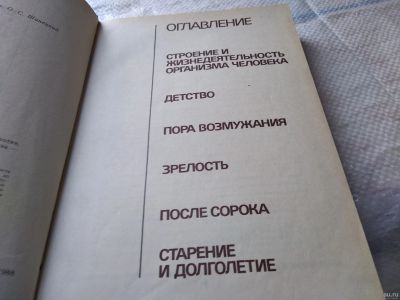 ОГЛАВЛЕНИЕ
СТРОЕНИЕ И
ЖИЗНЕДЕЯТЕЛЬНОСТЬ
ОРГАНИЗМА ЧЕЛОВЕКА
ДЕТСТВО
ПОРА ВОЗМУЖАНИЯ
ЗРЕЛОСТЬ
ПОСЛЕ СОРОКА
СТАРЕНИЕ
И ДОЛГОЛЕТИЕ